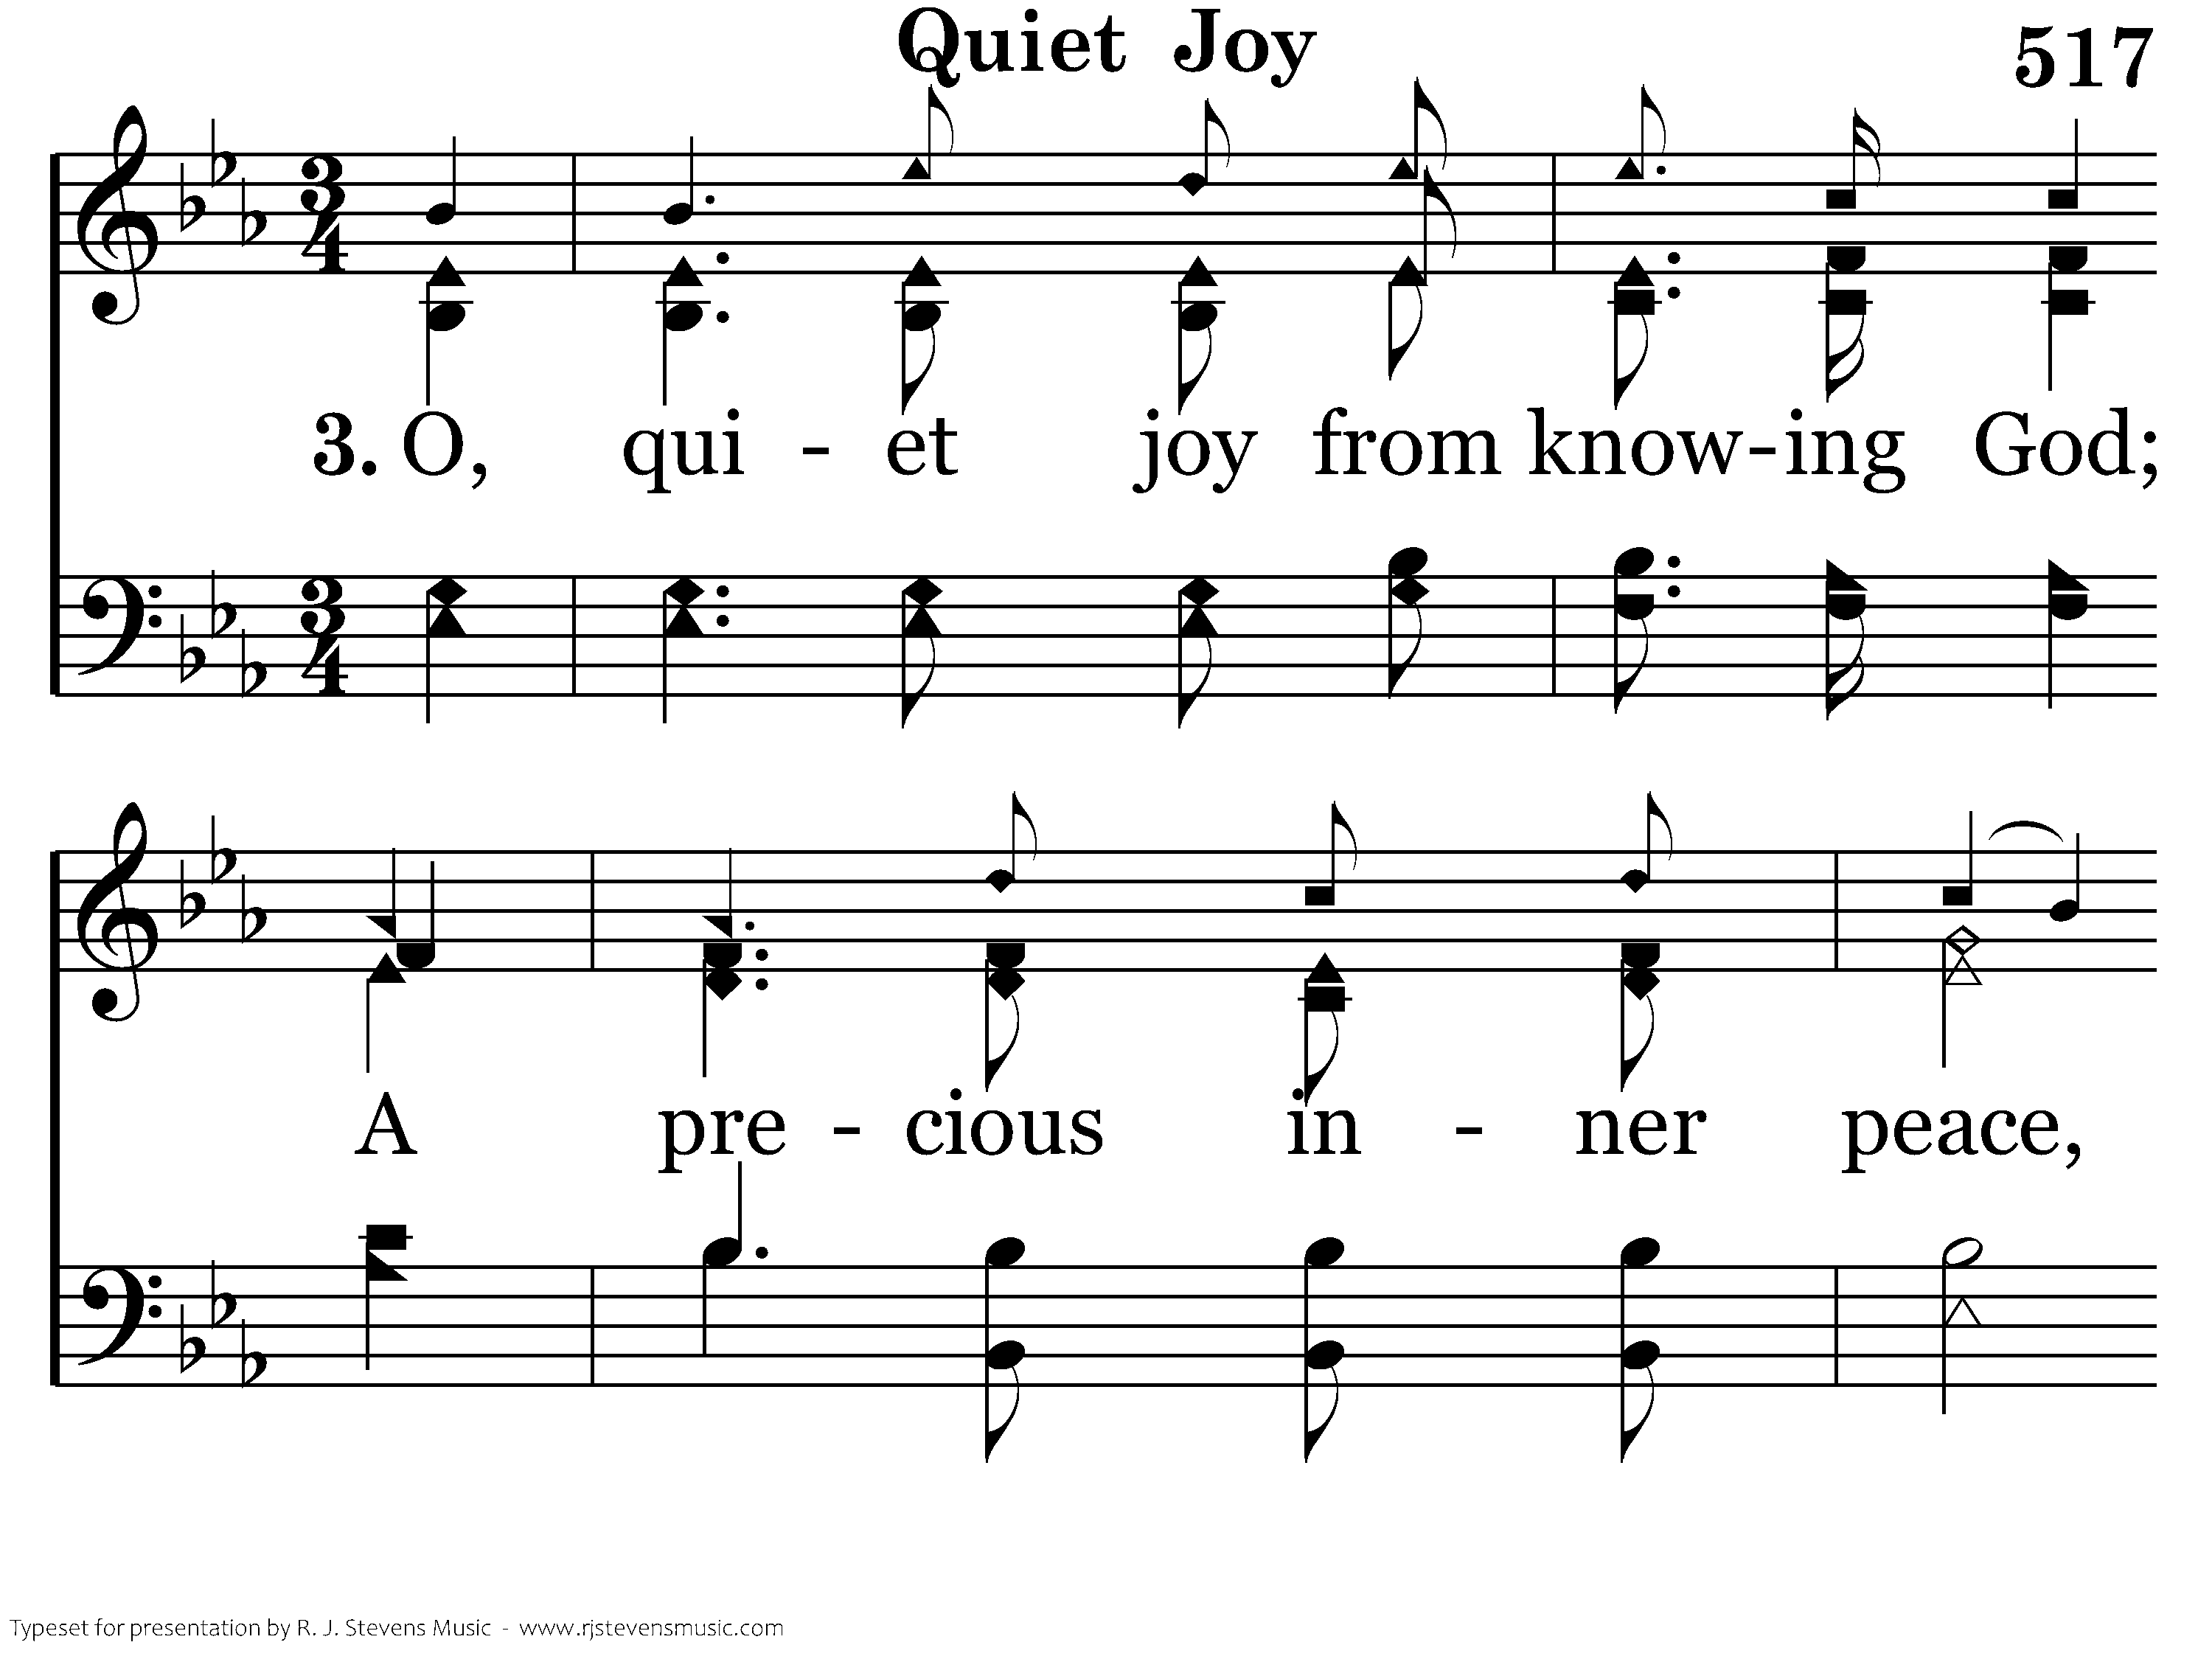 Quiet Joy 517
3. O, qui - et joy from know-ing God;
A pre - cious in - ner peace,
Typeset for presentation by R. J. Stevens Music - www.rjstevensmusic.com